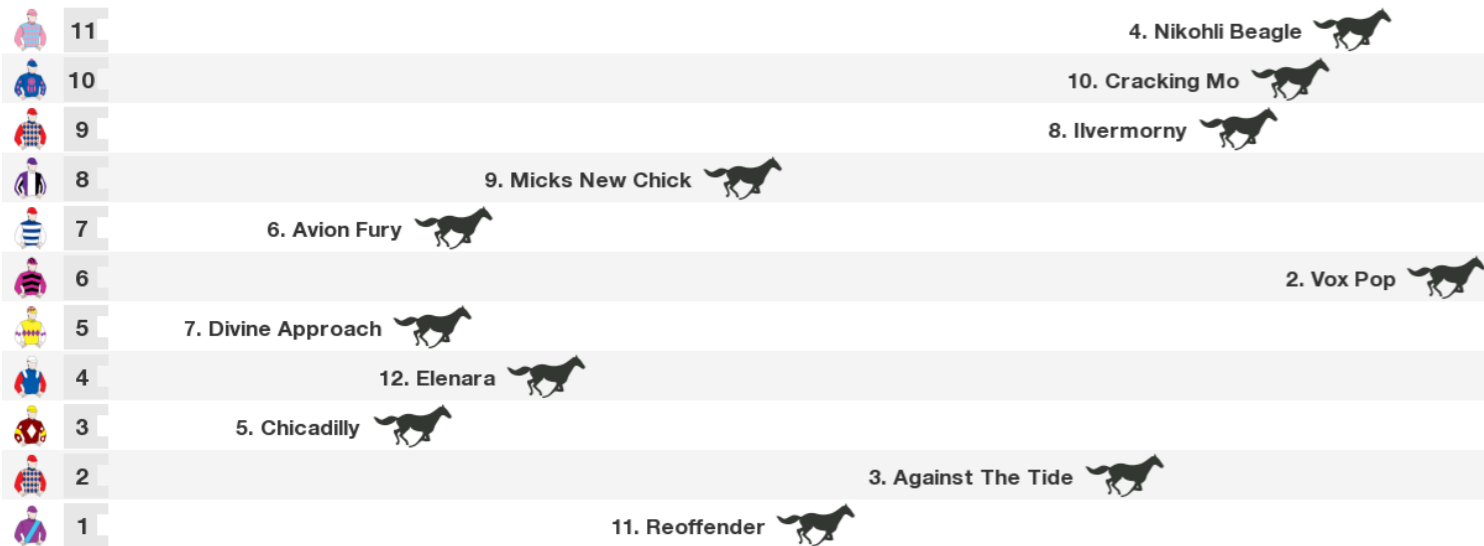 11 4. Nikohli Beagle
10 10. Cracking Mo
9 8. Ilvermorny
8 9. Micks New Chick
7 6. Avion Fury
6 2. Vox Pop
5 7. Divine Approach
4 12. Elenara
3 5. Chicadilly
2 3. Against The Tide
1 11. Reoffender